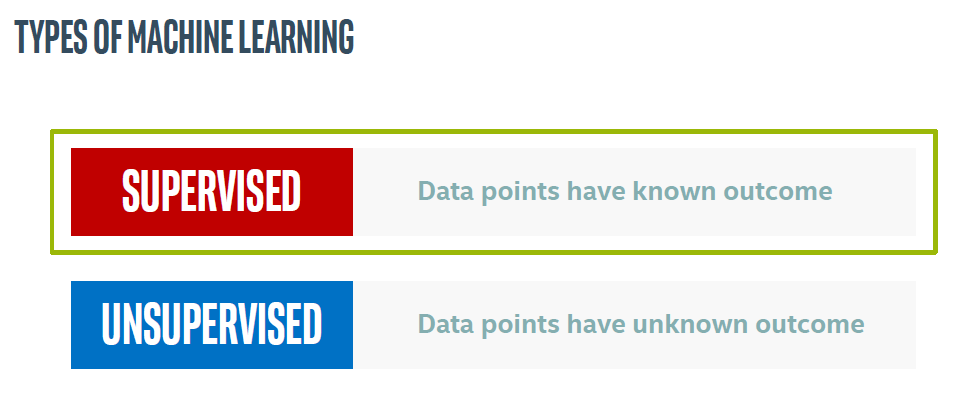 TYPES OF MACHINE LEARNING
SUPERVISED
Data points have known outcome
UNSUPERVISED
Data points have unknown outcome